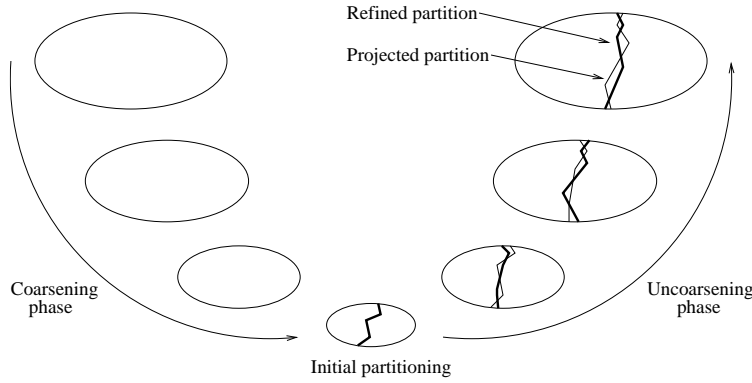 Refined partition
Projected partition
Coarsening
phase
Uncoarsening
phase
Initial partitioning